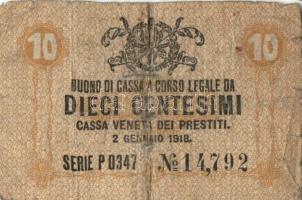 10 10
BUONO DI CASSA A CORSO LEGALE DA
DIECI CENTESIMI
CASSA VENETA DEI PRESTITI.
2 GENNAIO 1918.
SERIE P 0347 No 14,792